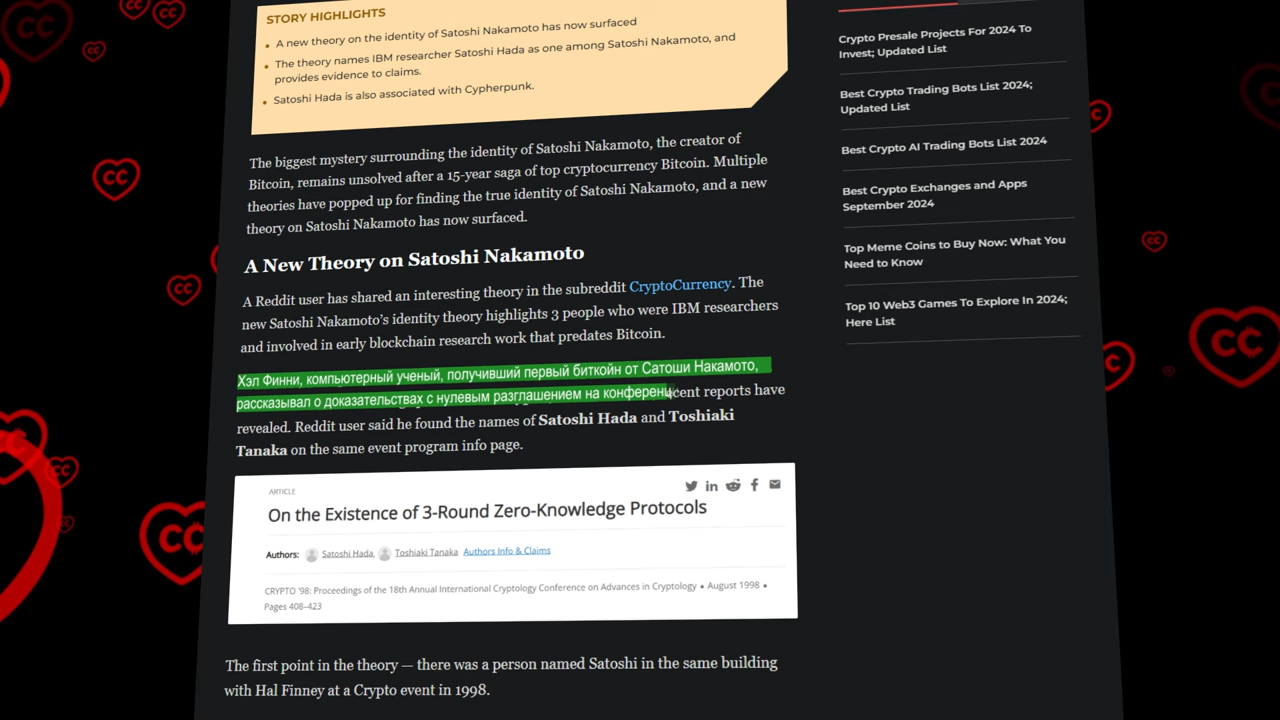 STORY HIGHLIGHTS
A new theory on the identity of Satoshi Nakamoto has now surfaced
The theory names IBM researcher Satoshi Hada as one among Satoshi Nakamoto, and
provides evidence to claims.
Satoshi Hada is also associated with Cypherpunk.
The biggest mystery surrounding the identity of Satoshi Nakamoto, the creator of
Bitcoin, remains unsolved after a 15-year saga of top cryptocurrency Bitcoin. Multiple
theories have popped up for finding the true identity of Satoshi Nakamoto, and a new
theory on Satoshi Nakamoto has now surfaced.
A New Theory on Satoshi Nakamoto
A Reddit user has shared an interesting theory in the subreddit CryptoCurrency. The
new Satoshi Nakamoto’s identity theory highlights 3 people who were IBM researchers
and involved in early blockchain research work that predates Bitcoin.
Хэл Финни, компьютерный ученый, получивший первый биткойн от Сатоши Накамото,
рассказывал о доказательствах с нулевым разглашением на конференц cent reports have
revealed. Reddit user said he found the names of Satoshi Hada and Toshiaki
Tanaka on the same event program info page.
ARTICLE
On the Existence of 3-Round Zero-Knowledge Protocols
Authors: Satoshi Hada, Toshiaki Tanaka Authors Info & Claims
CRYPTO '98: Proceedings of the 18th Annual International Cryptology Conference on Advances in Cryptology • August 1998 •
Pages 408–423
The first point in the theory — there was a person named Satoshi in the same building
with Hal Finney at a Crypto event in 1998.
Crypto Presale Projects For 2024 To
Invest; Updated List
Best Crypto Trading Bots List 2024;
Updated List
Best Crypto AI Trading Bots List 2024
Best Crypto Exchanges and Apps
September 2024
Top Meme Coins to Buy Now: What You
Need to Know
Top 10 Web3 Games To Explore In 2024;
Here List
CC
CC
CC
CC
CC
CC
CC
CC
CC
CC
CC